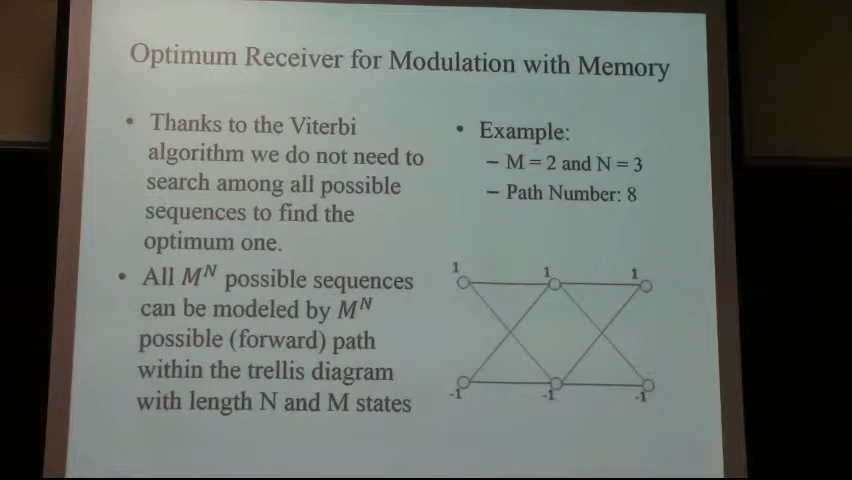 Optimum Receiver for Modulation with Memory
• Thanks to the Viterbi
algorithm we do not need to
search among all possible
sequences to find the
optimum one.
• All M^N possible sequences
can be modeled by M^N
possible (forward) path
within the trellis diagram
with length N and M states
• Example:
– M = 2 and N = 3
– Path Number: 8
1 1 1
-1 -1 -1